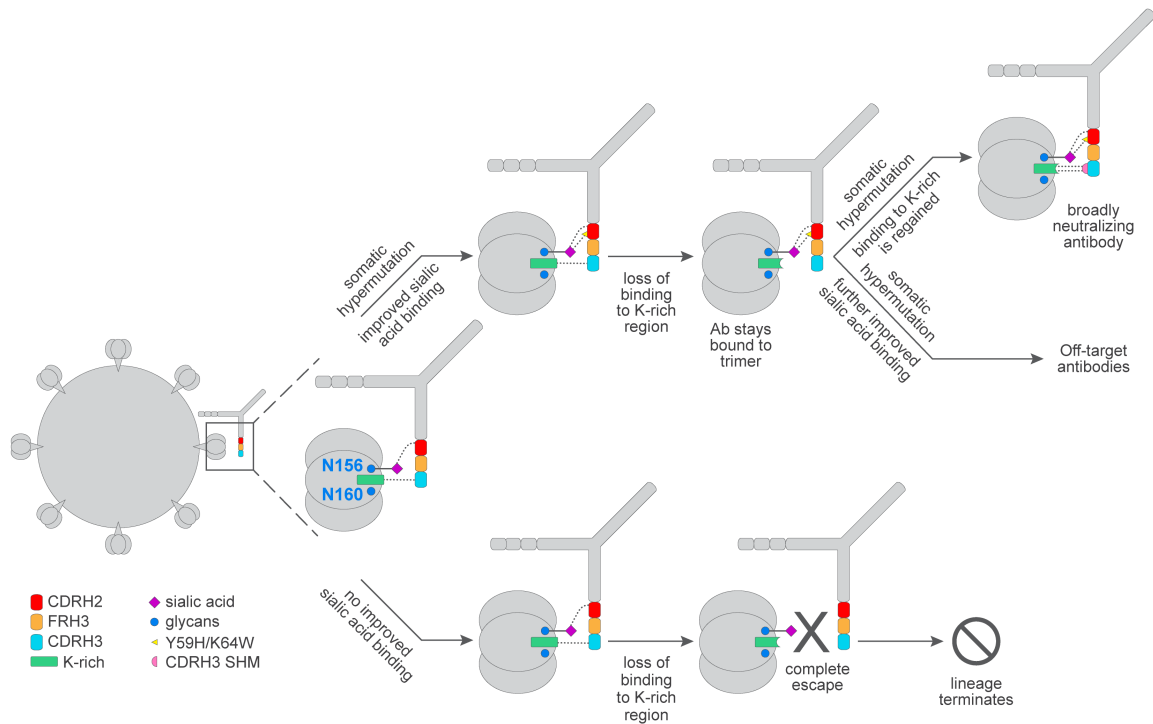 somatic
hypermutation
improved sialic
acid binding
loss of
binding
to K-rich
region
Ab stays
bound to
trimer
somatic
hypermutation
binding to K-rich
is regained
broadly
neutralizing
antibody
somatic
hypermutation
further improved
sialic acid binding
Off-target
antibodies
N156
N160
no improved
sialic acid binding
loss of
binding
to K-rich
region
X
complete
escape
lineage
terminates
CDRH2
FRH3
CDRH3
K-rich
sialic acid
glycans
Y59H/K64W
CDRH3 SHM